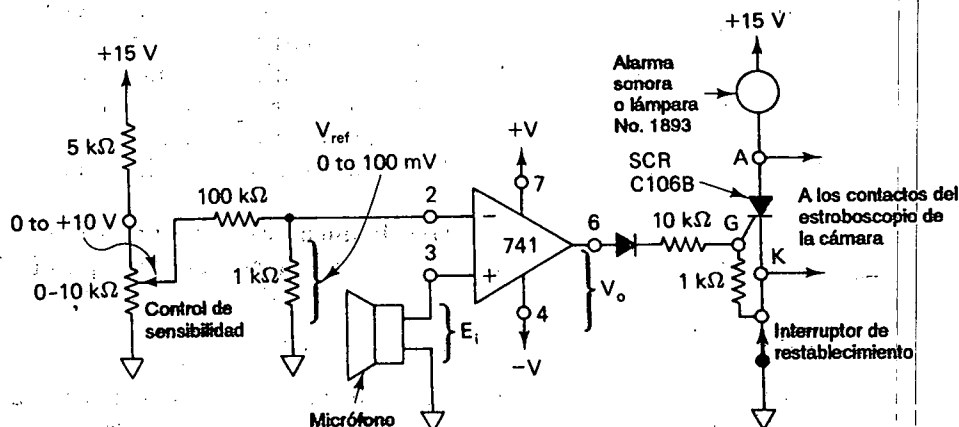 +15 V
5 kΩ
0 to +10 V
0-10 kΩ
Control de
sensibilidad
100 kΩ
V_ref
0 to 100 mV
1 kΩ
2
3
Micrófono
E_i
+V
7
−
741
+
4
−V
6
V_o
10 kΩ
G
1 kΩ
+15 V
Alarma
sonora
o lámpara
No. 1893
SCR
C106B
A
A los contactos del
estroboscopio de
la cámara
K
Interruptor de
restablecimiento